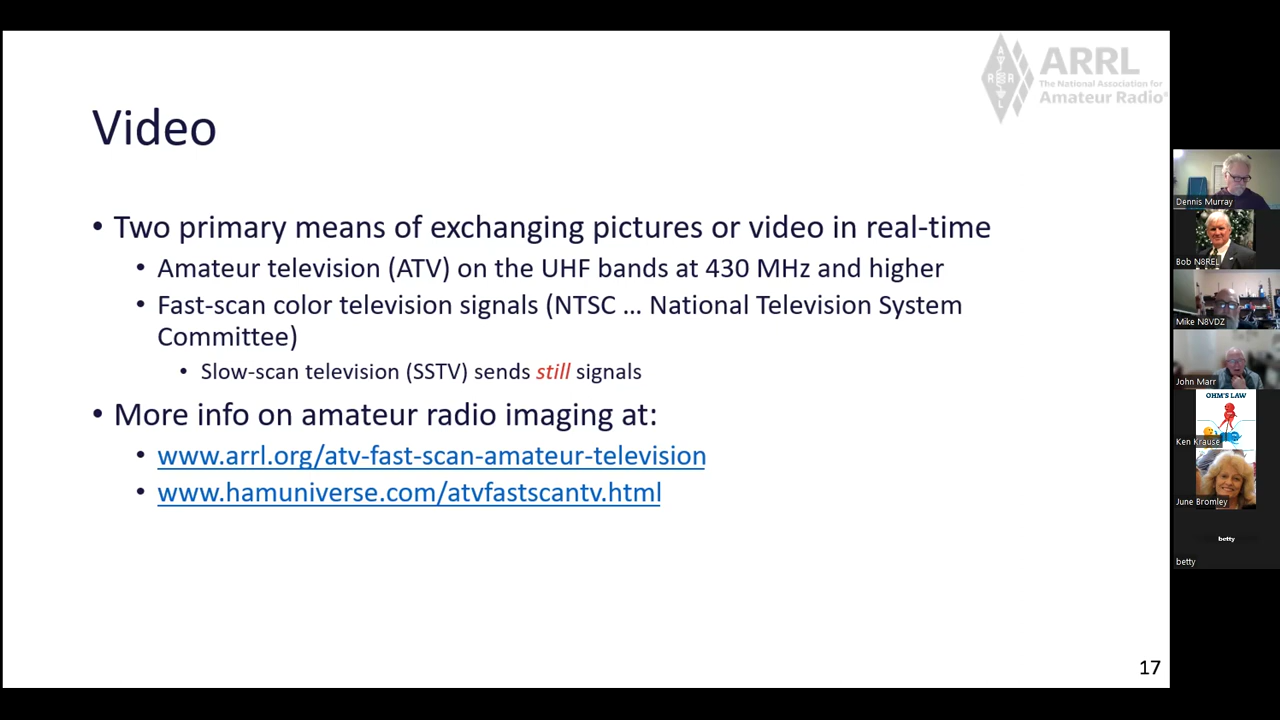 ARRL
The National Association for
Amateur Radio®
Video
• Two primary means of exchanging pictures or video in real-time
• Amateur television (ATV) on the UHF bands at 430 MHz and higher
• Fast-scan color television signals (NTSC … National Television System
Committee)
• Slow-scan television (SSTV) sends still signals
• More info on amateur radio imaging at:
• www.arrl.org/atv-fast-scan-amateur-television
• www.hamuniverse.com/atvfastscantv.html
17
Dennis Murray
Bob N8REL
Mike N8VDZ
John Marr
OHM'S LAW
Ken Krause
June Bromley
betty
betty